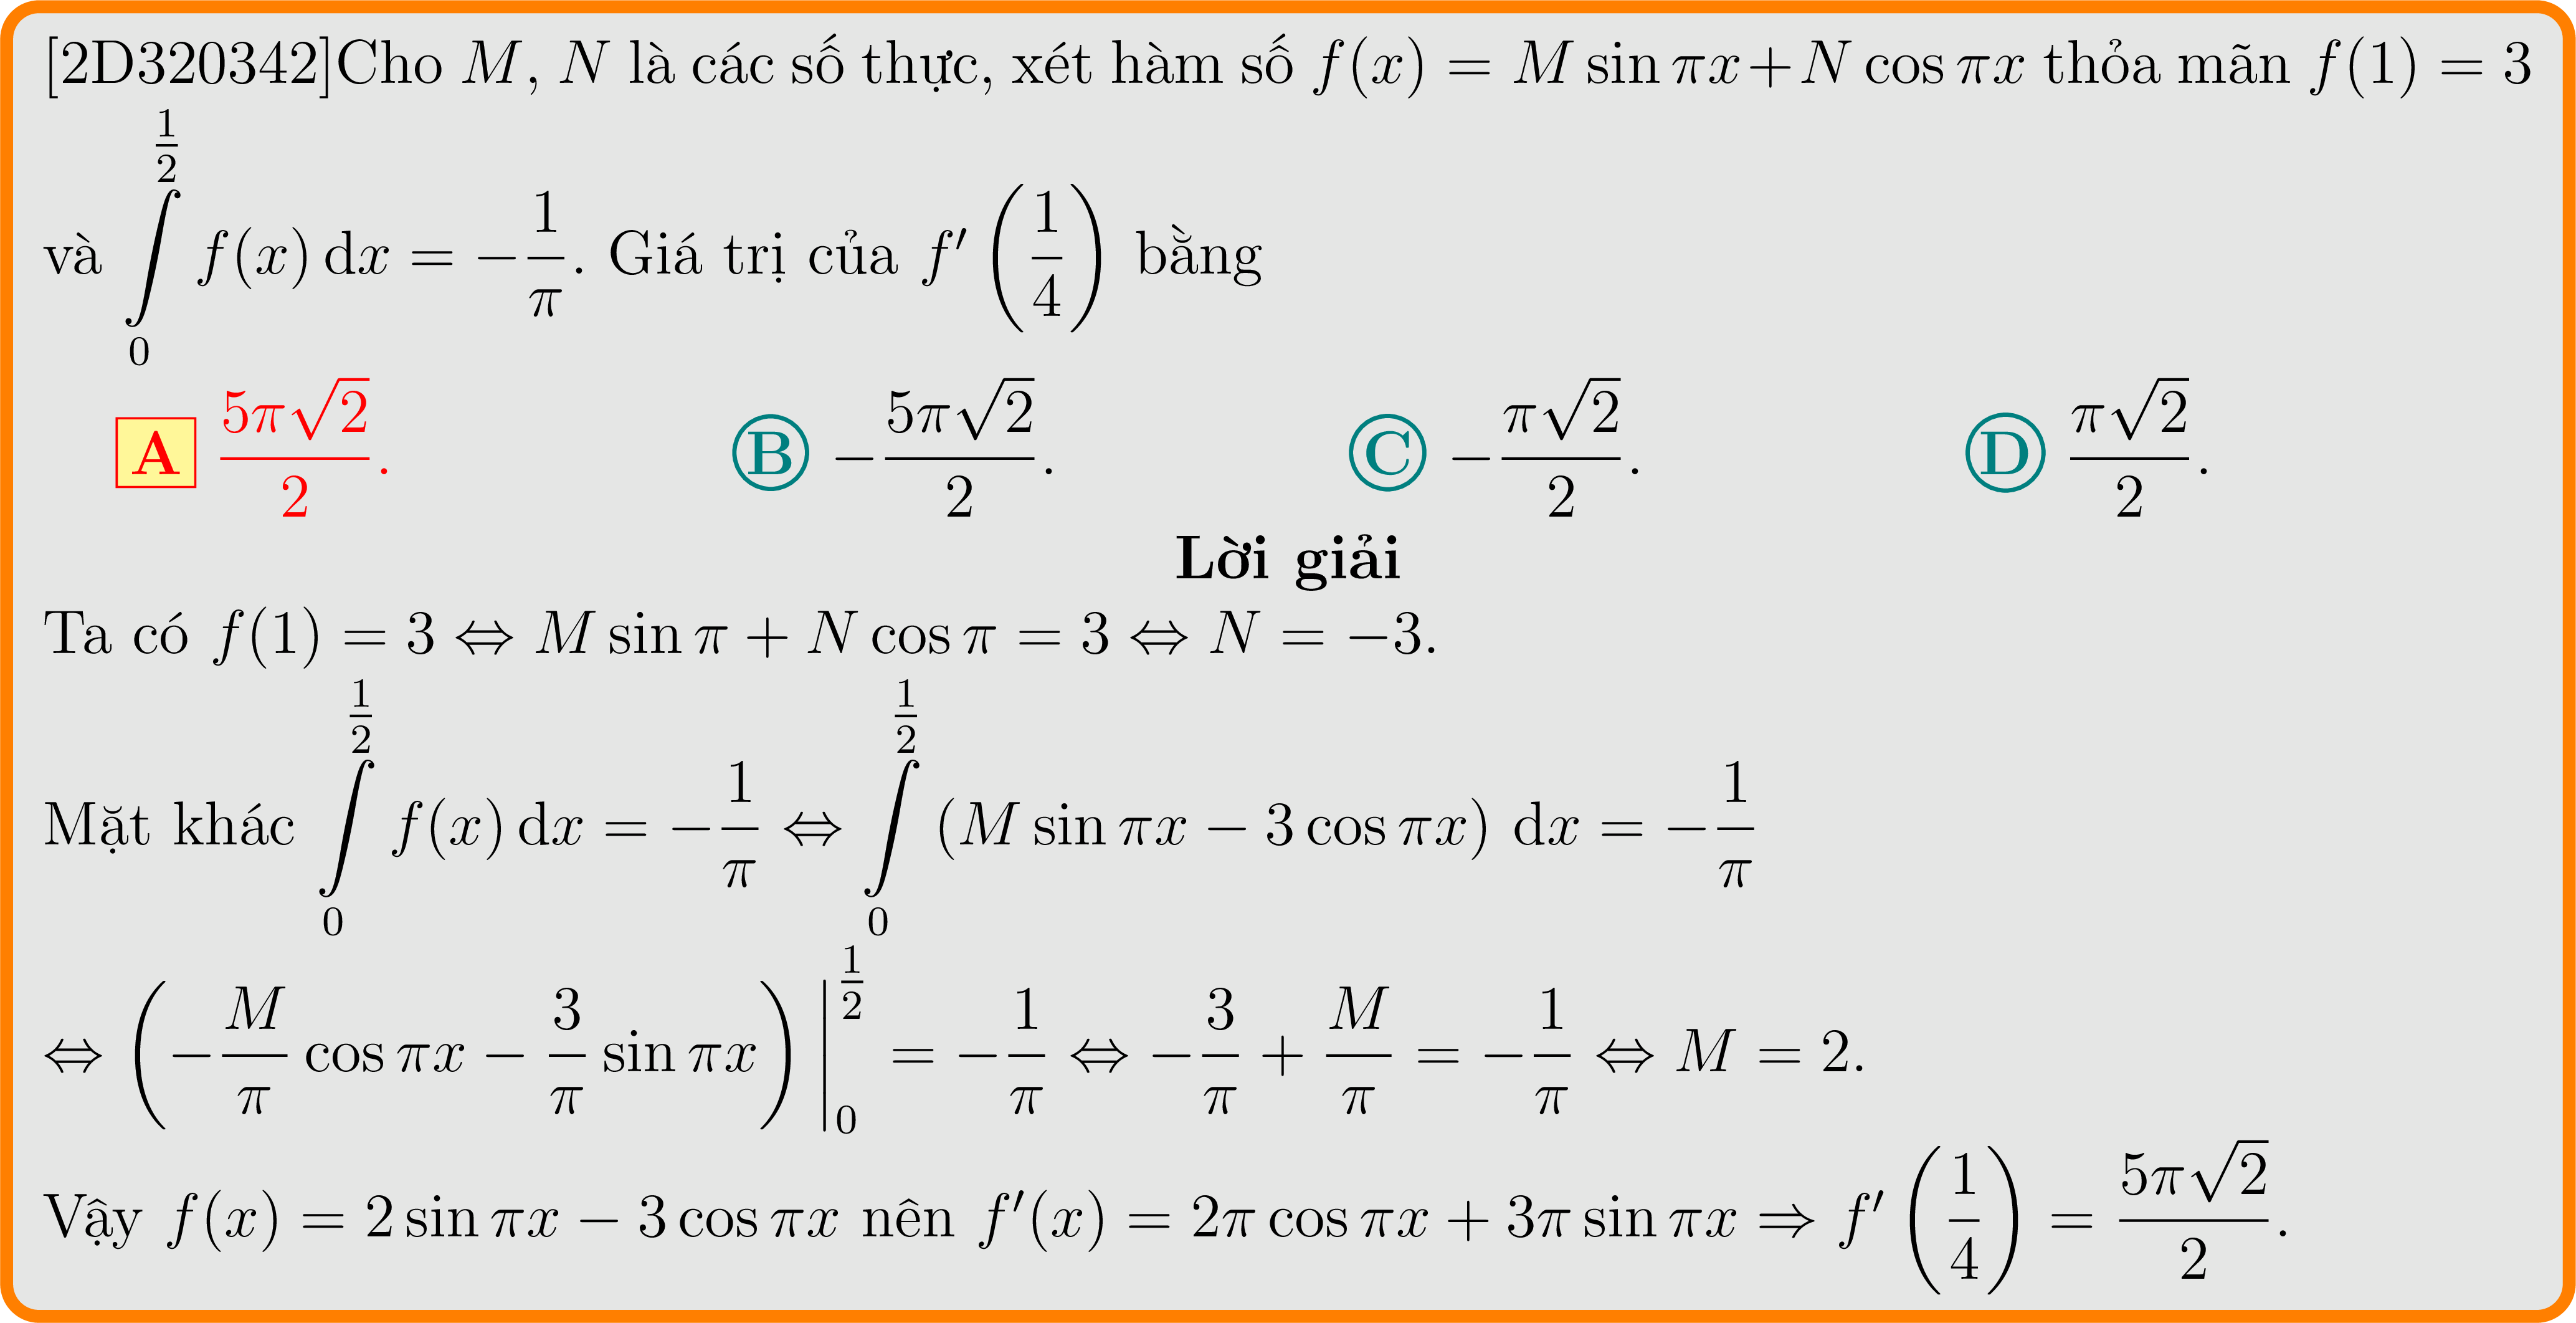 [2D320342]Cho $M$, $N$ là các số thực, xét hàm số $f(x) = M \sin \pi x + N \cos \pi x$ thỏa mãn $f(1) = 3$
và $\int\limits_{0}^{\frac{1}{2}} f(x)\,\mathrm{d}x = -\frac{1}{\pi}$. Giá trị của $f'\left(\frac{1}{4}\right)$ bằng
A $\frac{5\pi\sqrt{2}}{2}$. B $-\frac{5\pi\sqrt{2}}{2}$. C $-\frac{\pi\sqrt{2}}{2}$. D $\frac{\pi\sqrt{2}}{2}$.
Lời giải
Ta có $f(1) = 3 \Leftrightarrow M \sin \pi + N \cos \pi = 3 \Leftrightarrow N = -3$.
Mặt khác $\int\limits_{0}^{\frac{1}{2}} f(x)\,\mathrm{d}x = -\frac{1}{\pi} \Leftrightarrow \int\limits_{0}^{\frac{1}{2}} (M \sin \pi x - 3 \cos \pi x)\,\mathrm{d}x = -\frac{1}{\pi}$
$\Leftrightarrow \left(-\frac{M}{\pi} \cos \pi x - \frac{3}{\pi} \sin \pi x\right)\Big|_{0}^{\frac{1}{2}} = -\frac{1}{\pi} \Leftrightarrow -\frac{3}{\pi} + \frac{M}{\pi} = -\frac{1}{\pi} \Leftrightarrow M = 2$.
Vậy $f(x) = 2 \sin \pi x - 3 \cos \pi x$ nên $f'(x) = 2\pi \cos \pi x + 3\pi \sin \pi x \Rightarrow f'\left(\frac{1}{4}\right) = \frac{5\pi\sqrt{2}}{2}$.